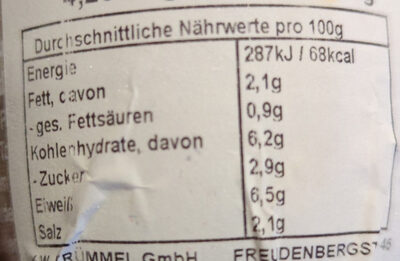 Durchschnittliche Nährwerte pro 100g
Energie 287kJ / 68kcal
Fett, davon 2,1g
- ges. Fettsäuren 0,9g
Kohlenhydrate, davon 6,2g
- Zucker 2,9g
Eiweiß 6,5g
Salz 2,1g
GmbH FREUDENBERGST